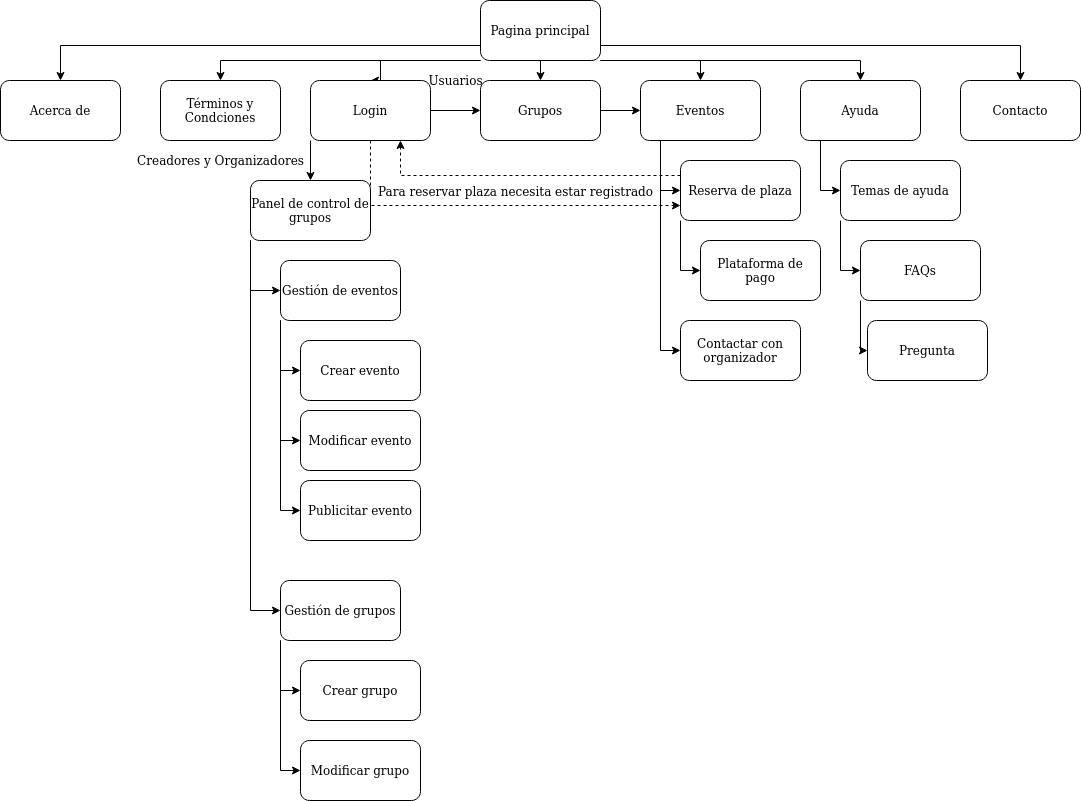 Pagina principal
Usuarios
Acerca de
Términos y
Condciones
Login
Grupos
Eventos
Ayuda
Contacto
Creadores y Organizadores
Para reservar plaza necesita estar registrado
Reserva de plaza
Temas de ayuda
Panel de control de
grupos
Plataforma de
pago
FAQs
Gestión de eventos
Contactar con
organizador
Pregunta
Crear evento
Modificar evento
Publicitar evento
Gestión de grupos
Crear grupo
Modificar grupo